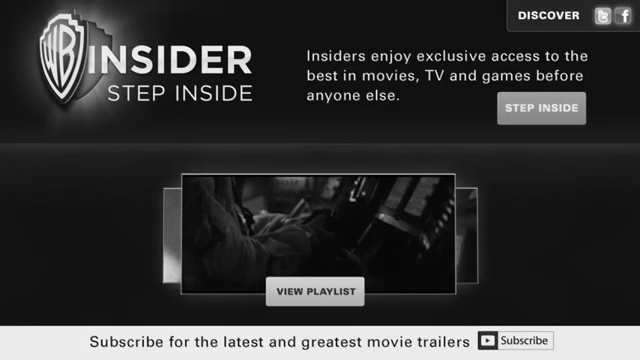 DISCOVER
WB INSIDER
STEP INSIDE
Insiders enjoy exclusive access to the
best in movies, TV and games before
anyone else.
STEP INSIDE
VIEW PLAYLIST
Subscribe for the latest and greatest movie trailers
Subscribe